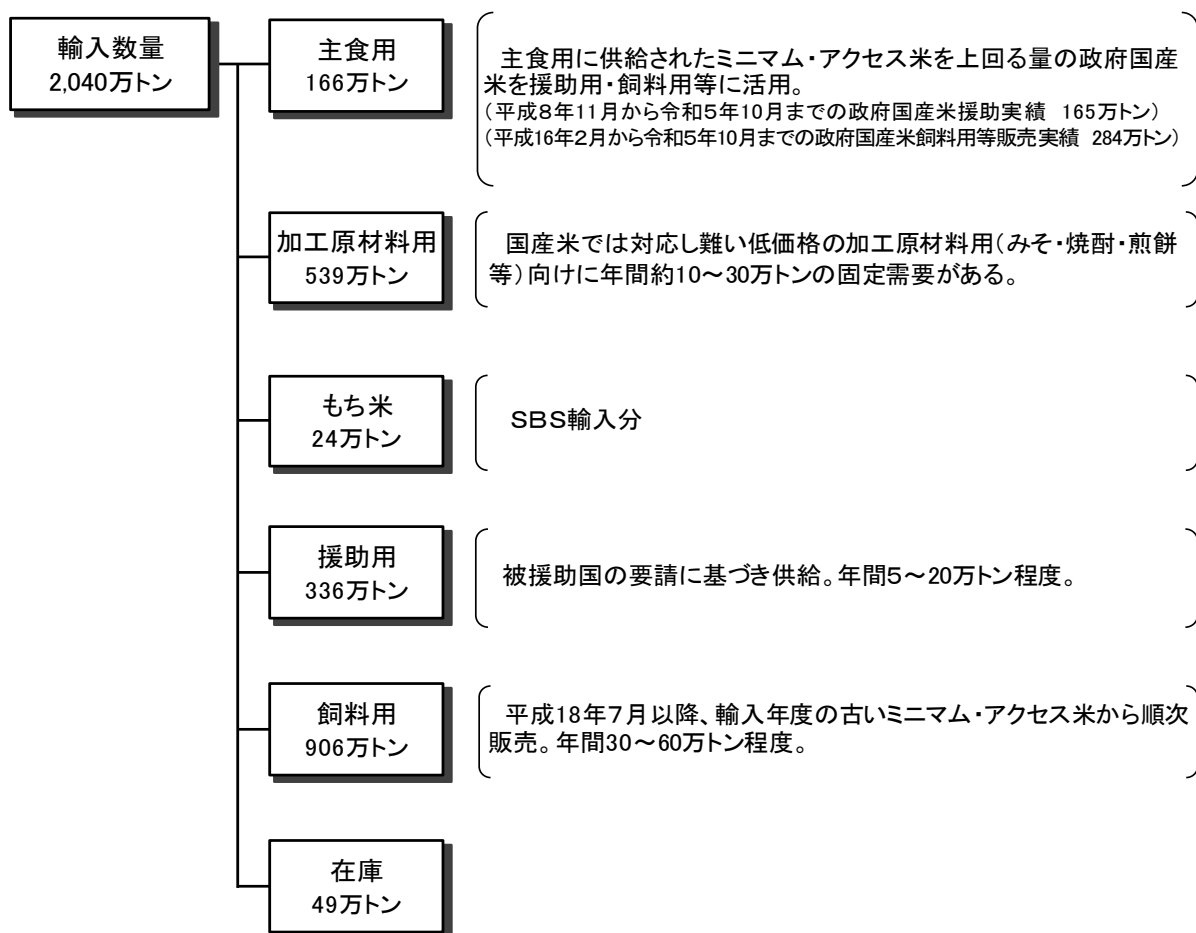 輸入数量
2,040万トン
主食用
166万トン
主食用に供給されたミニマム・アクセス米を上回る量の政府国産
米を援助用・飼料用等に活用。
（平成８年11月から令和５年10月までの政府国産米援助実績 165万トン）
（平成16年２月から令和５年10月までの政府国産米飼料用等販売実績 284万トン）
加工原材料用
539万トン
国産米では対応し難い低価格の加工原材料用（みそ・焼酎・煎餅
等）向けに年間約10～30万トンの固定需要がある。
もち米
24万トン
ＳＢＳ輸入分
援助用
336万トン
被援助国の要請に基づき供給。年間５～20万トン程度。
飼料用
906万トン
平成18年７月以降、輸入年度の古いミニマム・アクセス米から順次
販売。年間30～60万トン程度。
在庫
49万トン